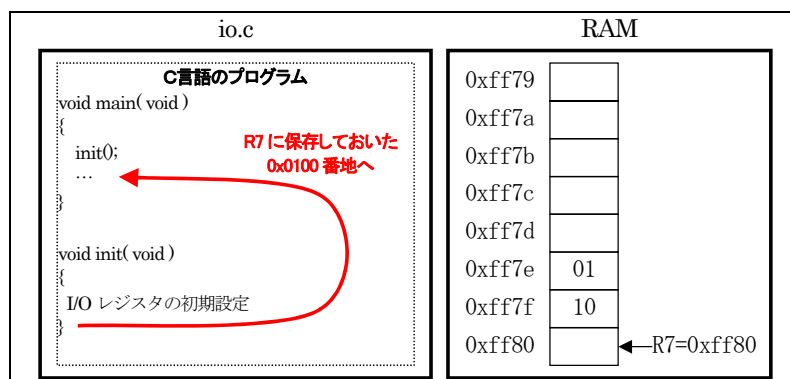 io.c
C言語のプログラム
void main( void )
{
init();
…
}
R7 に保存しておいた
0x0100 番地へ
void init( void )
{
I/O レジスタの初期設定
}
RAM
0xff79
0xff7a
0xff7b
0xff7c
0xff7d
0xff7e 01
0xff7f 10
0xff80
R7=0xff80